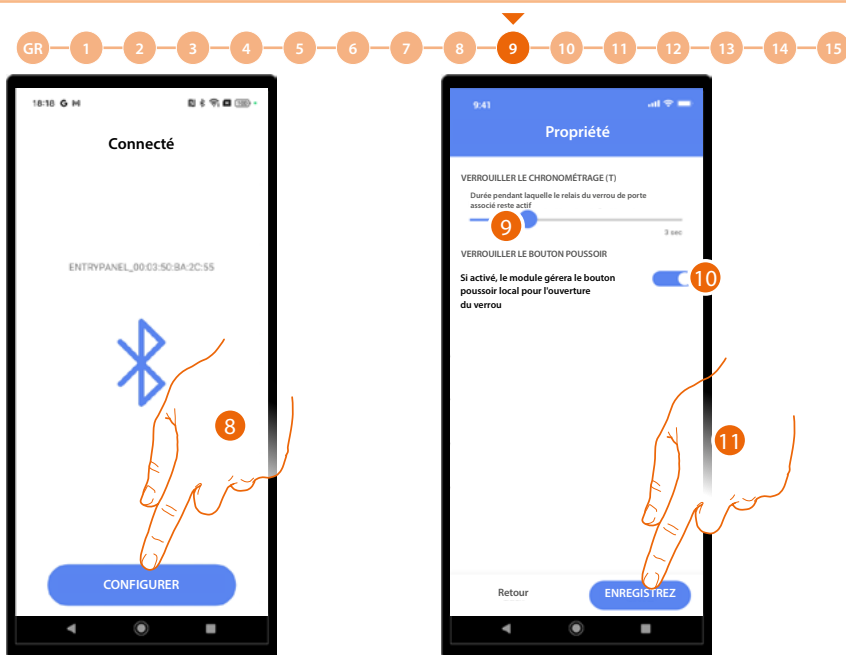 GR 1 2 3 4 5 6 7 8 9 10 11 12 13 14 15
18:18 G M
Connecté
ENTRYPANEL_00:03:50:BA:2C:55
8
CONFIGURER
9:41
Propriété
VERROUILLER LE CHRONOMÉTRAGE (T)
Durée pendant laquelle le relais du verrou de porte
associé reste actif
9
3 sec
VERROUILLER LE BOUTON POUSSOIR
Si activé, le module gérera le bouton
poussoir local pour l'ouverture
du verrou
10
11
Retour
ENREGISTREZ